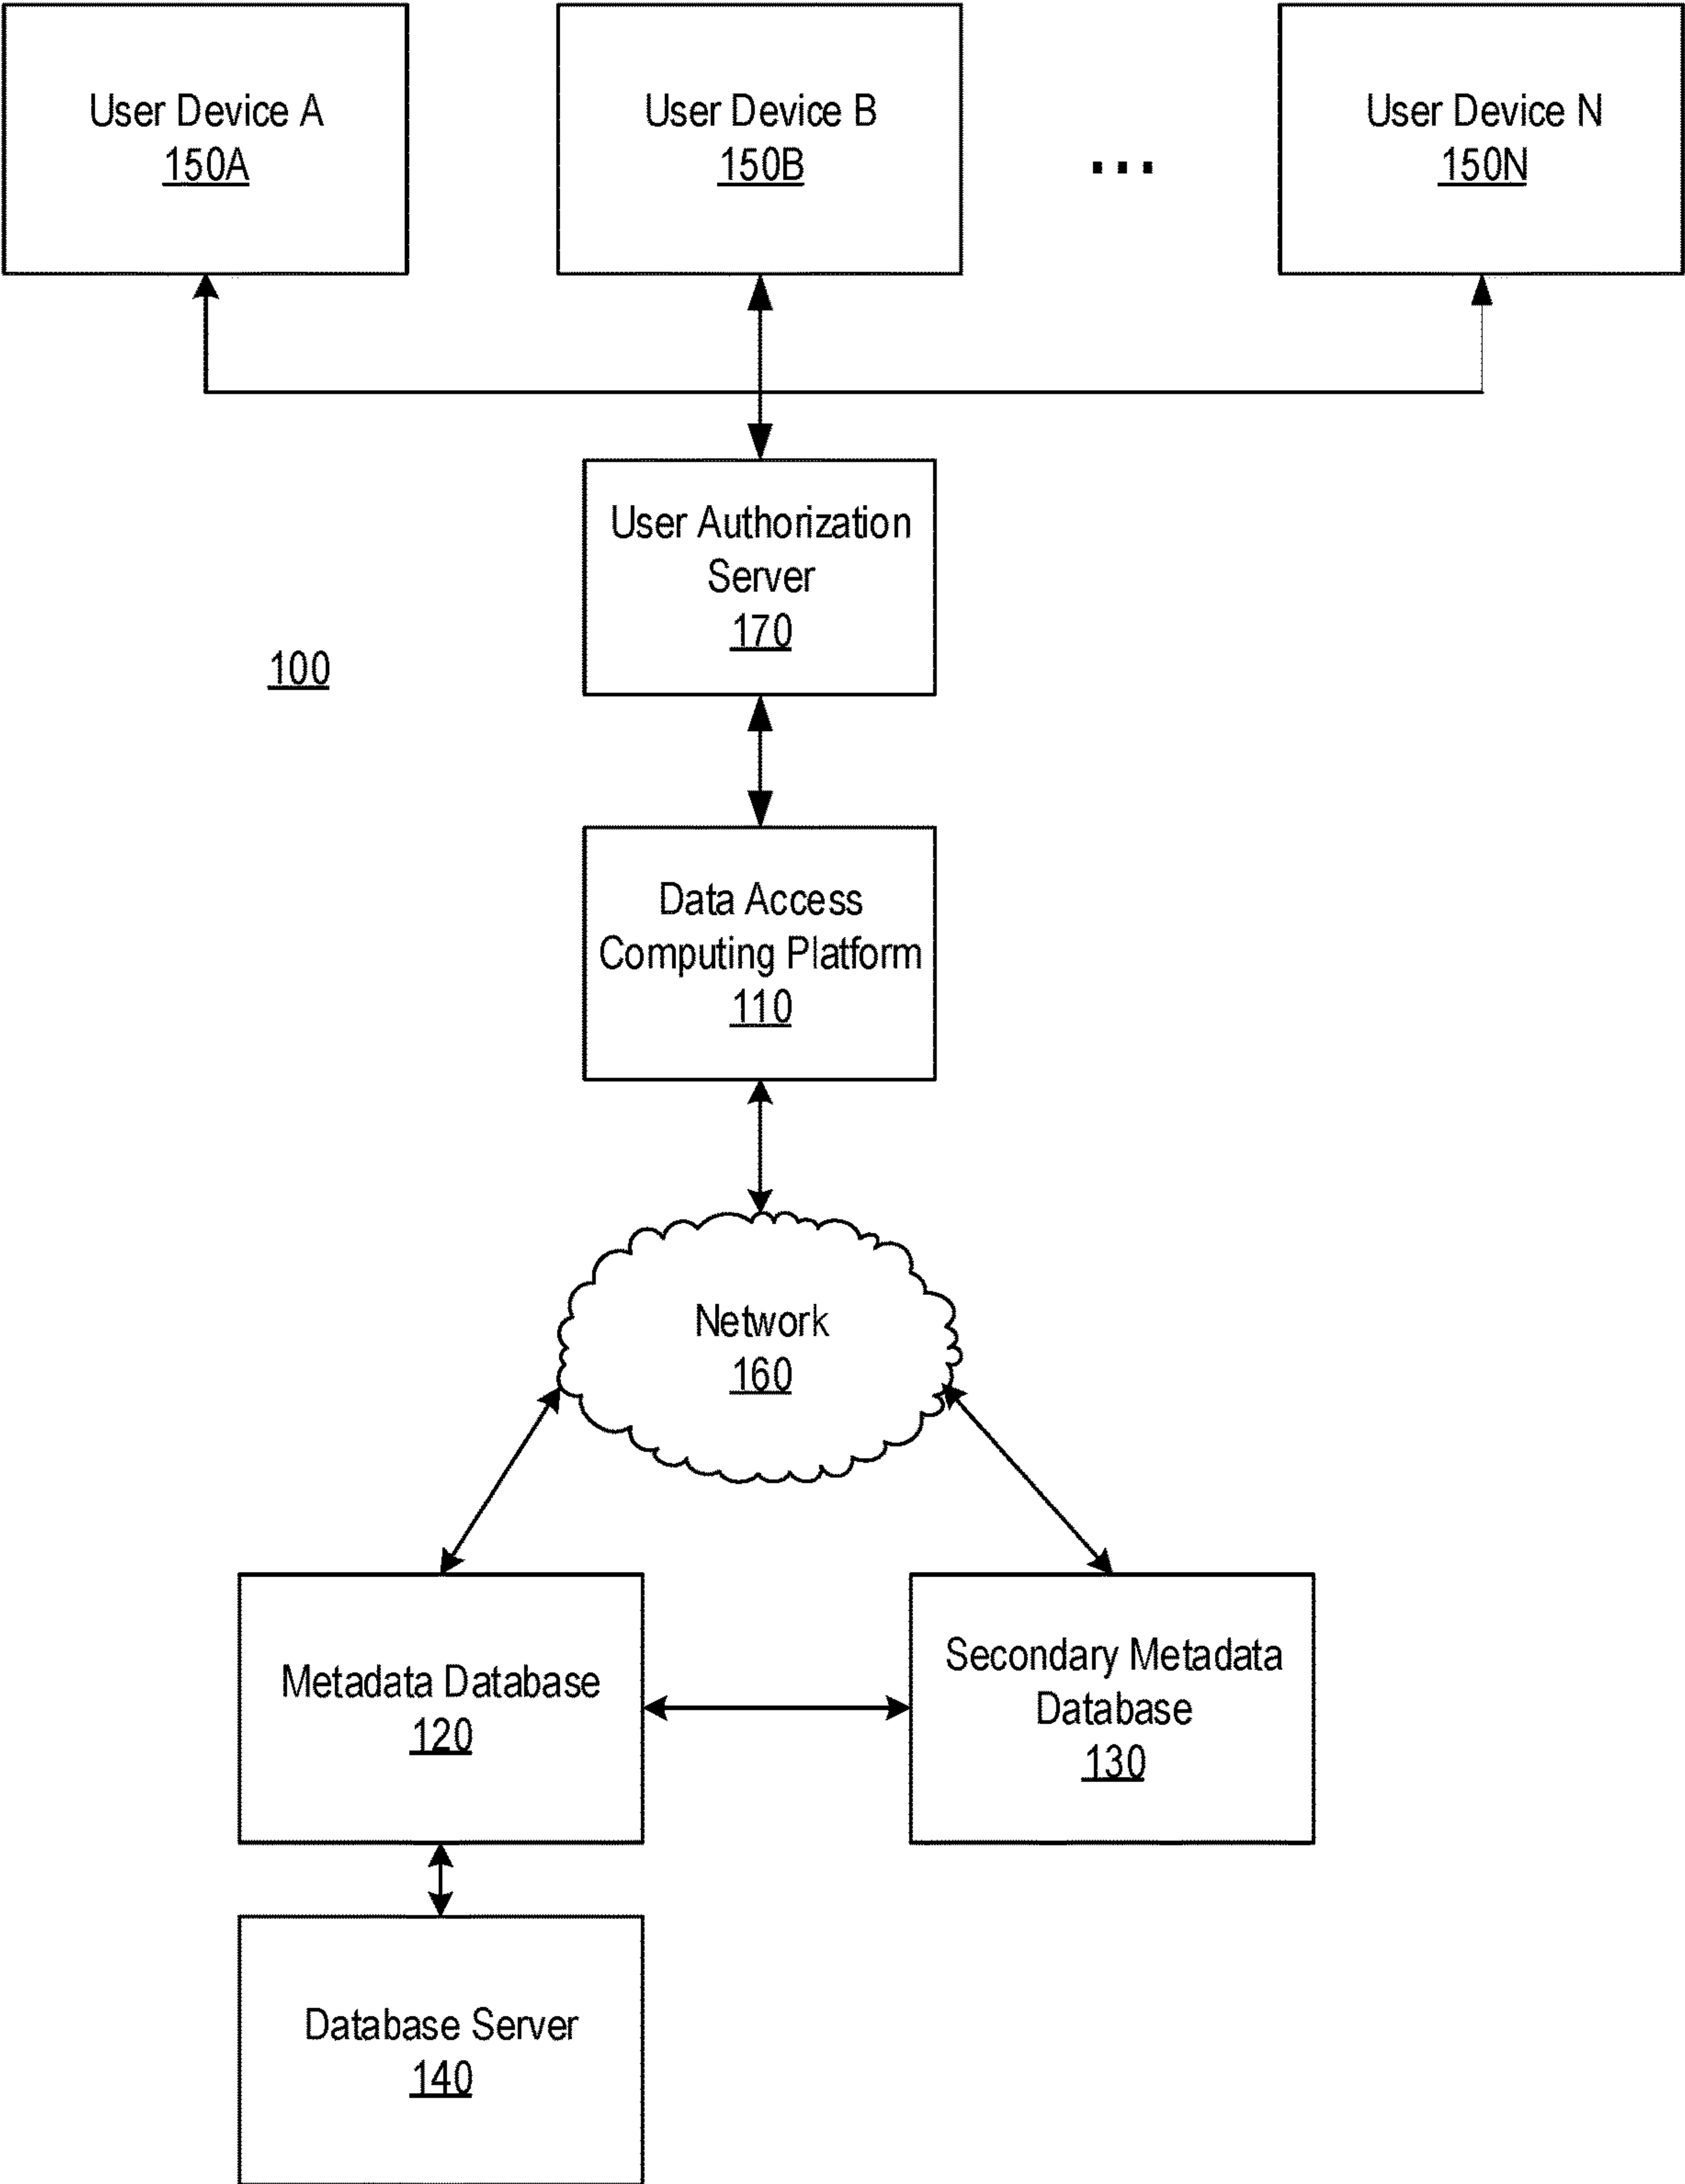 User Device A
150A
User Device B
150B
...
User Device N
150N
User Authorization
Server
170
100
Data Access
Computing Platform
110
Network
160
Metadata Database
120
Secondary Metadata
Database
130
Database Server
140